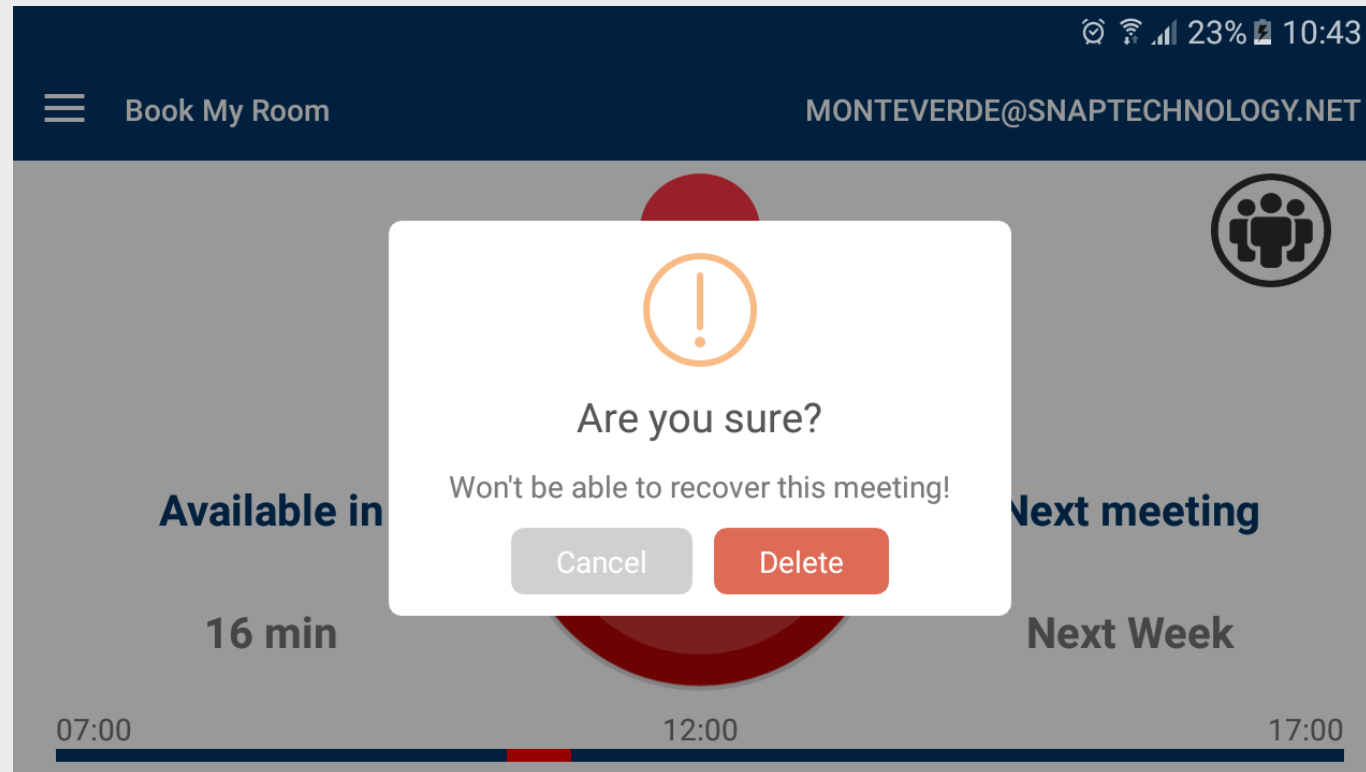 23% 10:43
Book My Room MONTEVERDE@SNAPTECHNOLOGY.NET
Are you sure?
Won't be able to recover this meeting!
Cancel Delete
Available in Next meeting
16 min Next Week
07:00 12:00 17:00